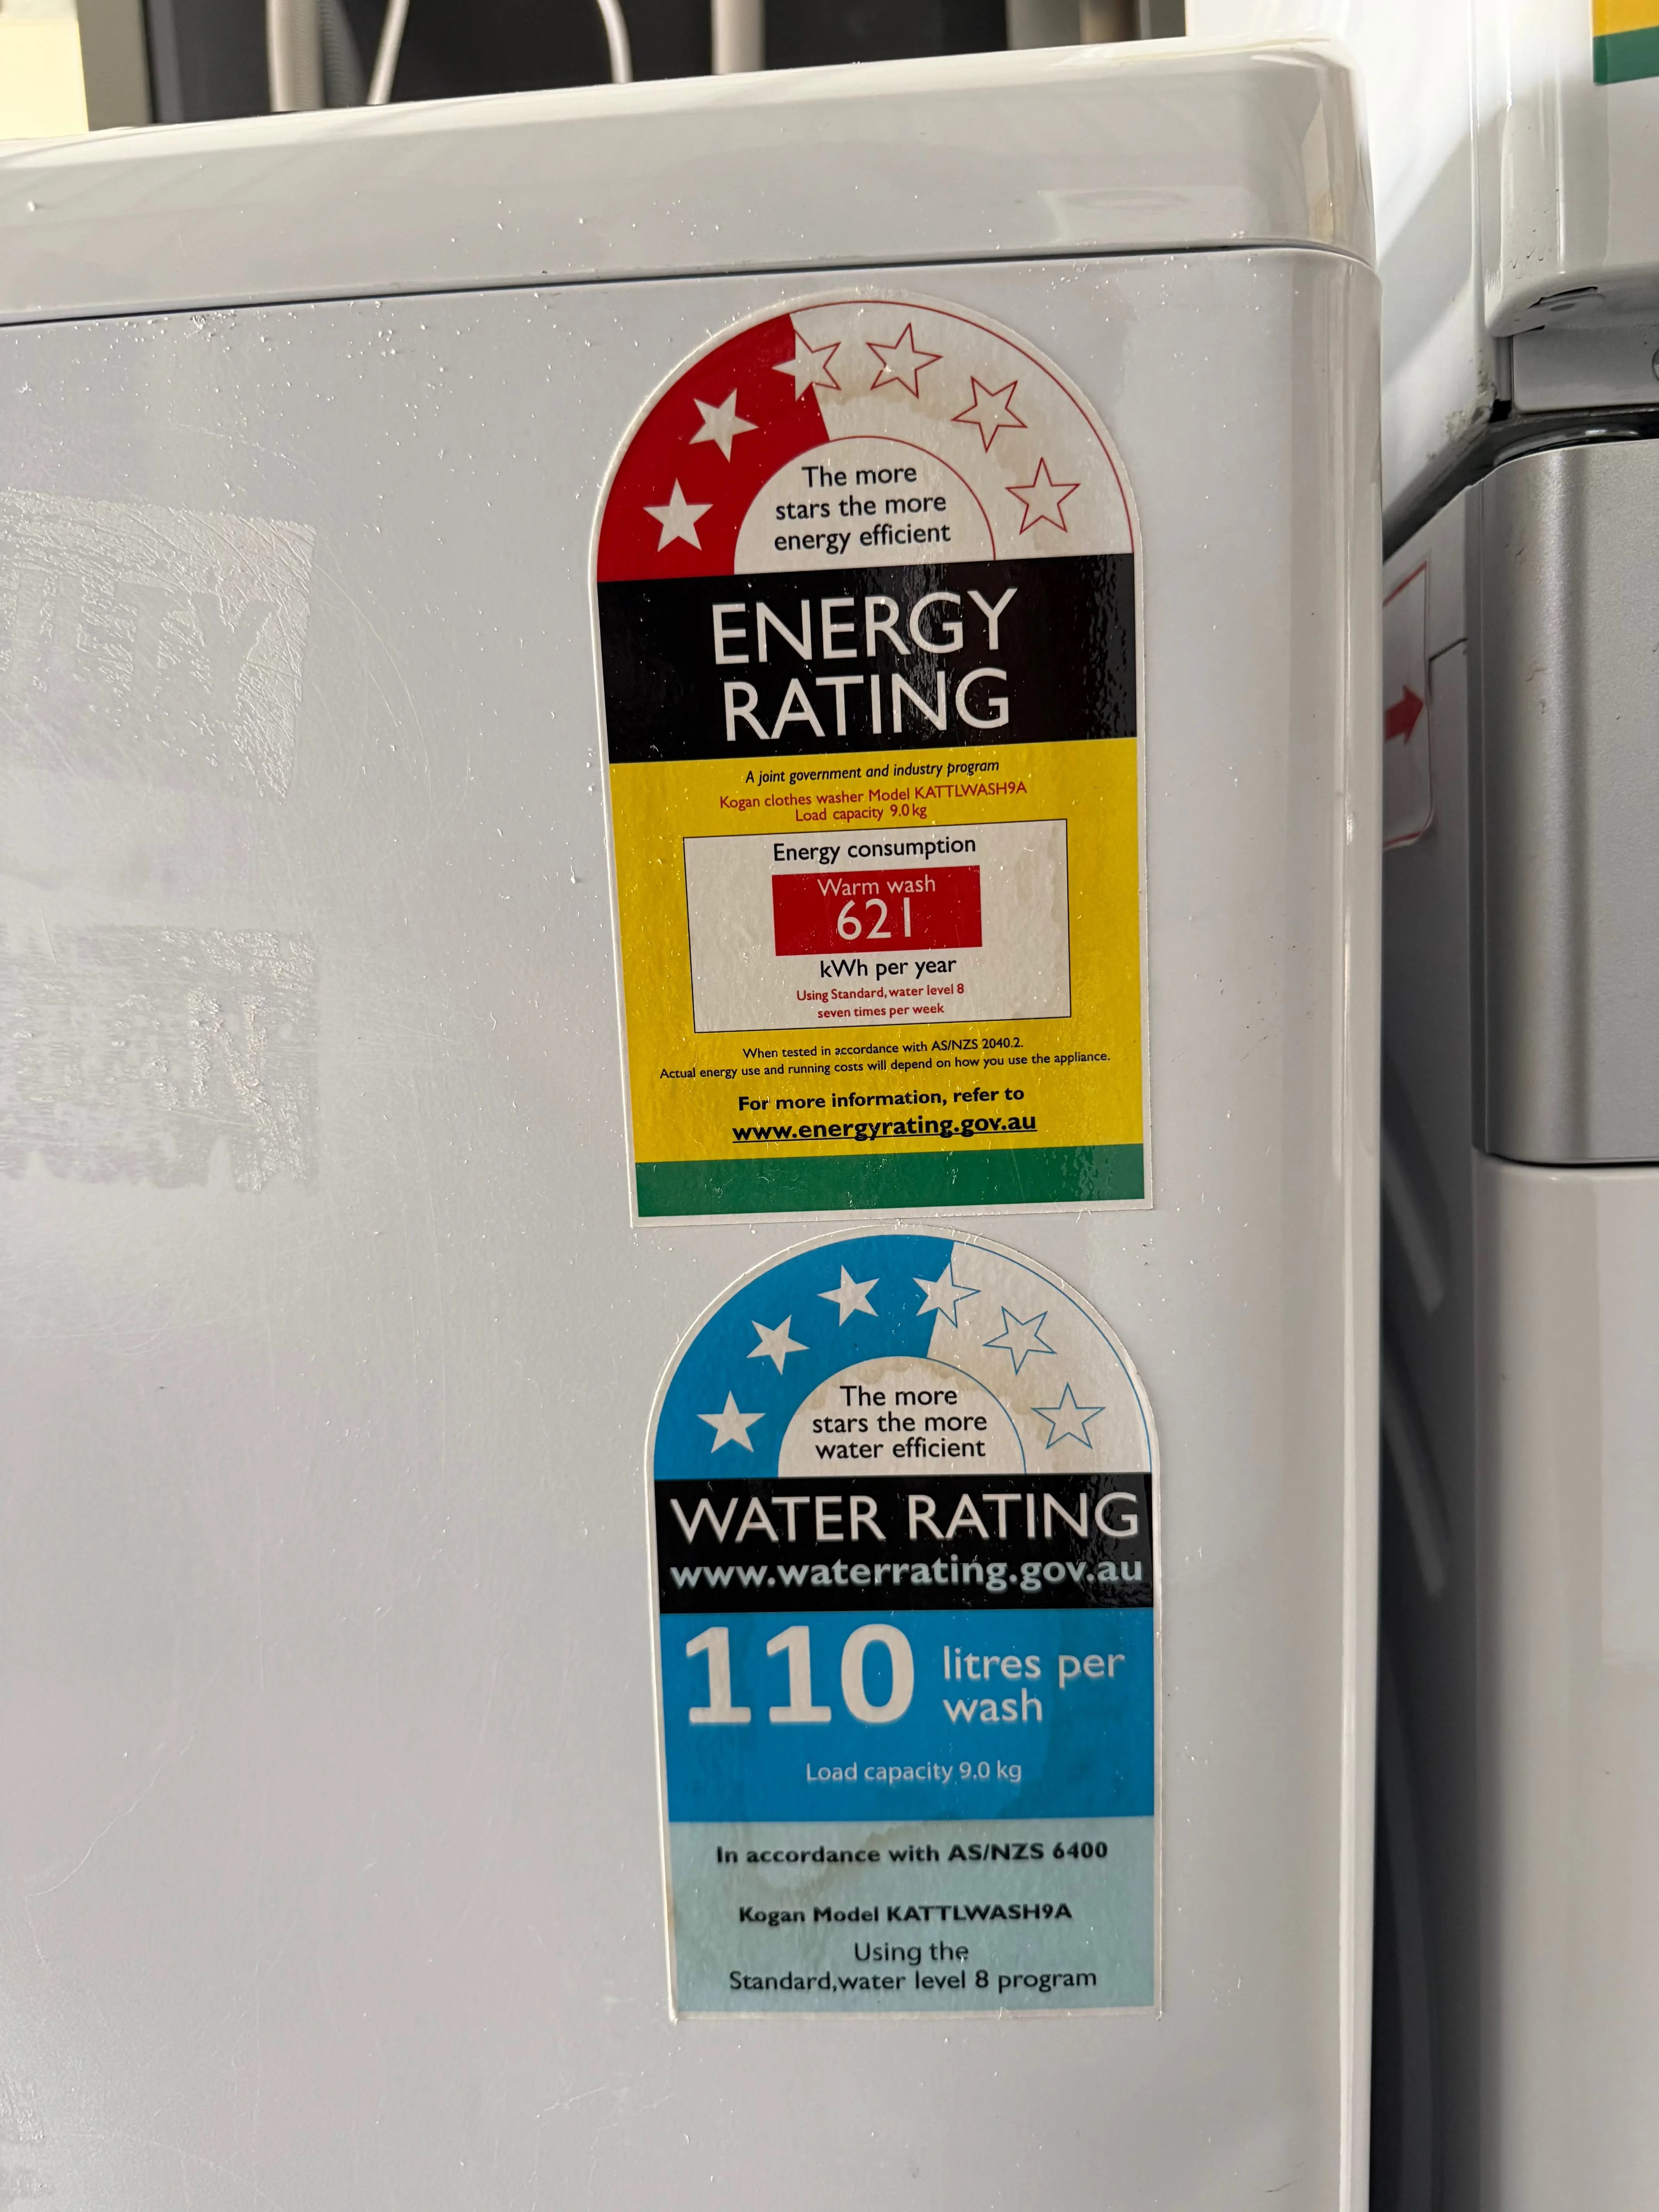 The more
stars the more
energy efficient
ENERGY
RATING
A joint government and industry program
Kogan clothes washer Model KATTLWASH9A
Load capacity 9.0 kg
Energy consumption
Warm wash
621
kWh per year
Using Standard, water level 8
seven times per week
When tested in accordance with AS/NZS 2040.2.
Actual energy use and running costs will depend on how you use the appliance.
For more information, refer to
www.energyrating.gov.au
The more
stars the more
water efficient
WATER RATING
www.waterrating.gov.au
110 litres per
wash
Load capacity 9.0 kg
In accordance with AS/NZS 6400
Kogan Model KATTLWASH9A
Using the
Standard,water level 8 program